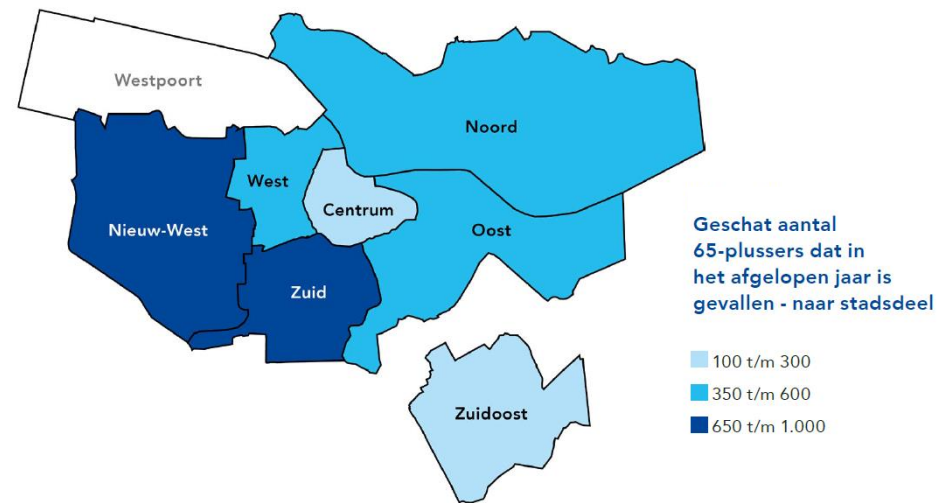 Westpoort
Noord
West
Centrum
Nieuw-West
Oost
Zuid
Zuidoost
Geschat aantal
65-plussers dat in
het afgelopen jaar is
gevallen - naar stadsdeel
100 t/m 300
350 t/m 600
650 t/m 1.000